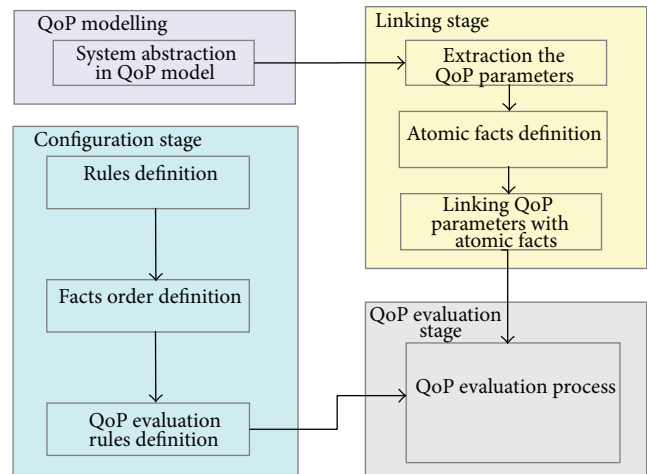 QoP modelling
System abstraction
in QoP model
Linking stage
Extraction the
QoP parameters
Atomic facts definition
Linking QoP
parameters with
atomic facts
Configuration stage
Rules definition
Facts order definition
QoP evaluation
rules definition
QoP evaluation
stage
QoP evaluation process